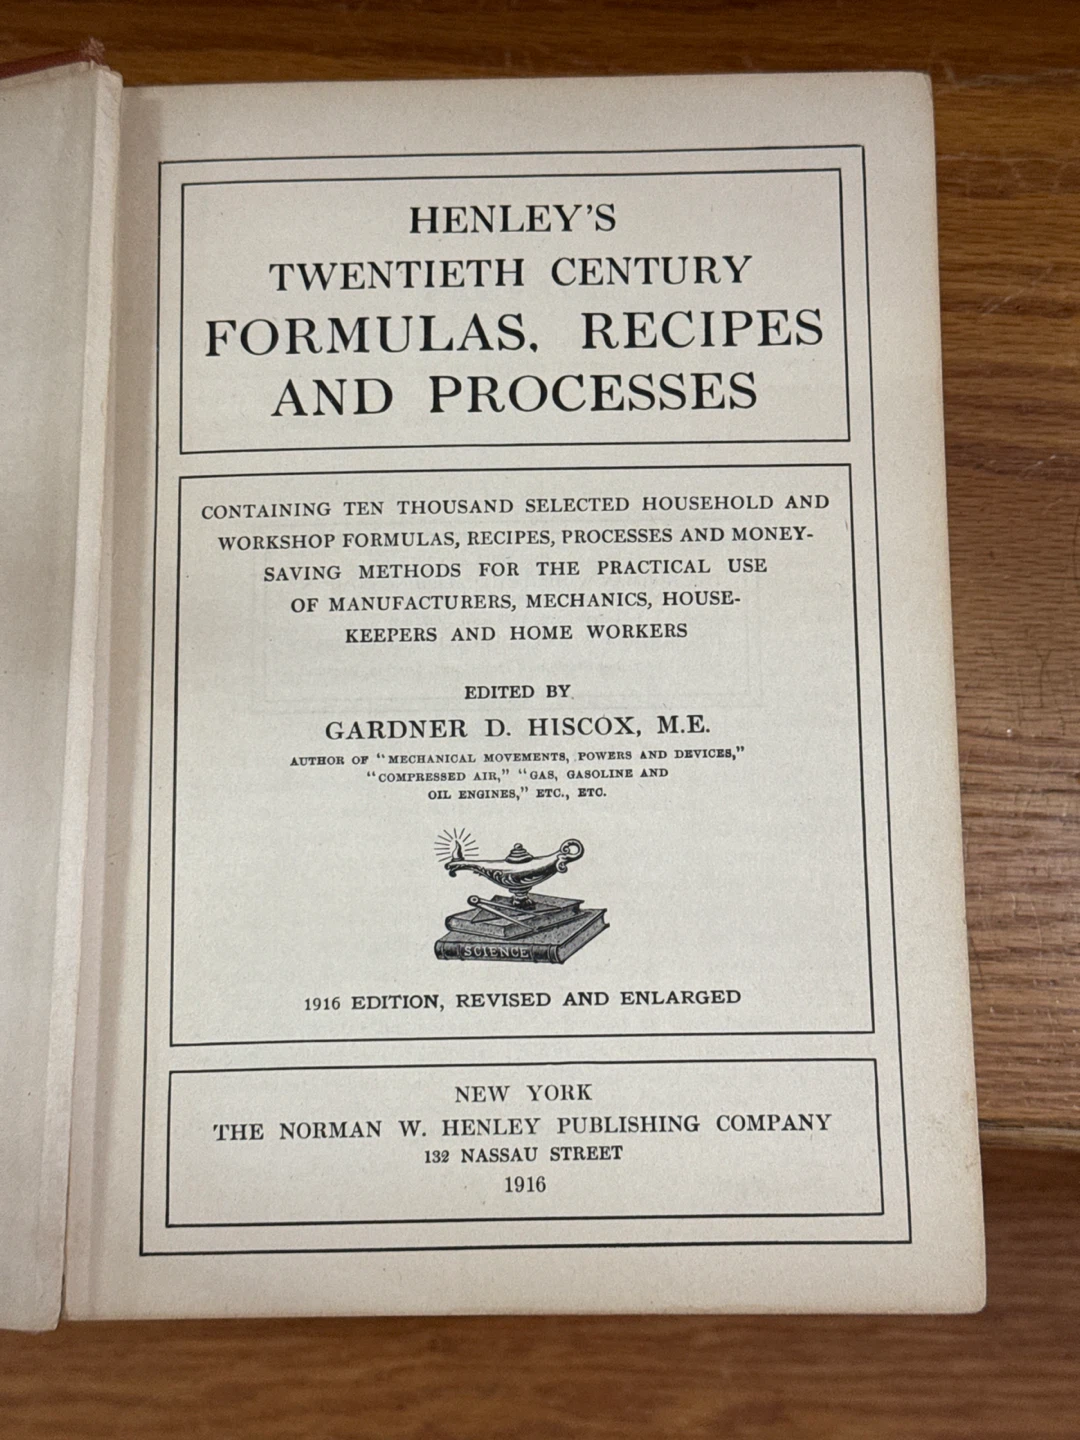 HENLEY'S
TWENTIETH CENTURY
FORMULAS, RECIPES
AND PROCESSES
CONTAINING TEN THOUSAND SELECTED HOUSEHOLD AND
WORKSHOP FORMULAS, RECIPES, PROCESSES AND MONEY-
SAVING METHODS FOR THE PRACTICAL USE
OF MANUFACTURERS, MECHANICS, HOUSE-
KEEPERS AND HOME WORKERS
EDITED BY
GARDNER D. HISCOX, M.E.
AUTHOR OF "MECHANICAL MOVEMENTS, POWERS AND DEVICES,"
"COMPRESSED AIR," "GAS, GASOLINE AND
OIL ENGINES," ETC., ETC.
SCIENCE
1916 EDITION, REVISED AND ENLARGED
NEW YORK
THE NORMAN W. HENLEY PUBLISHING COMPANY
132 NASSAU STREET
1916